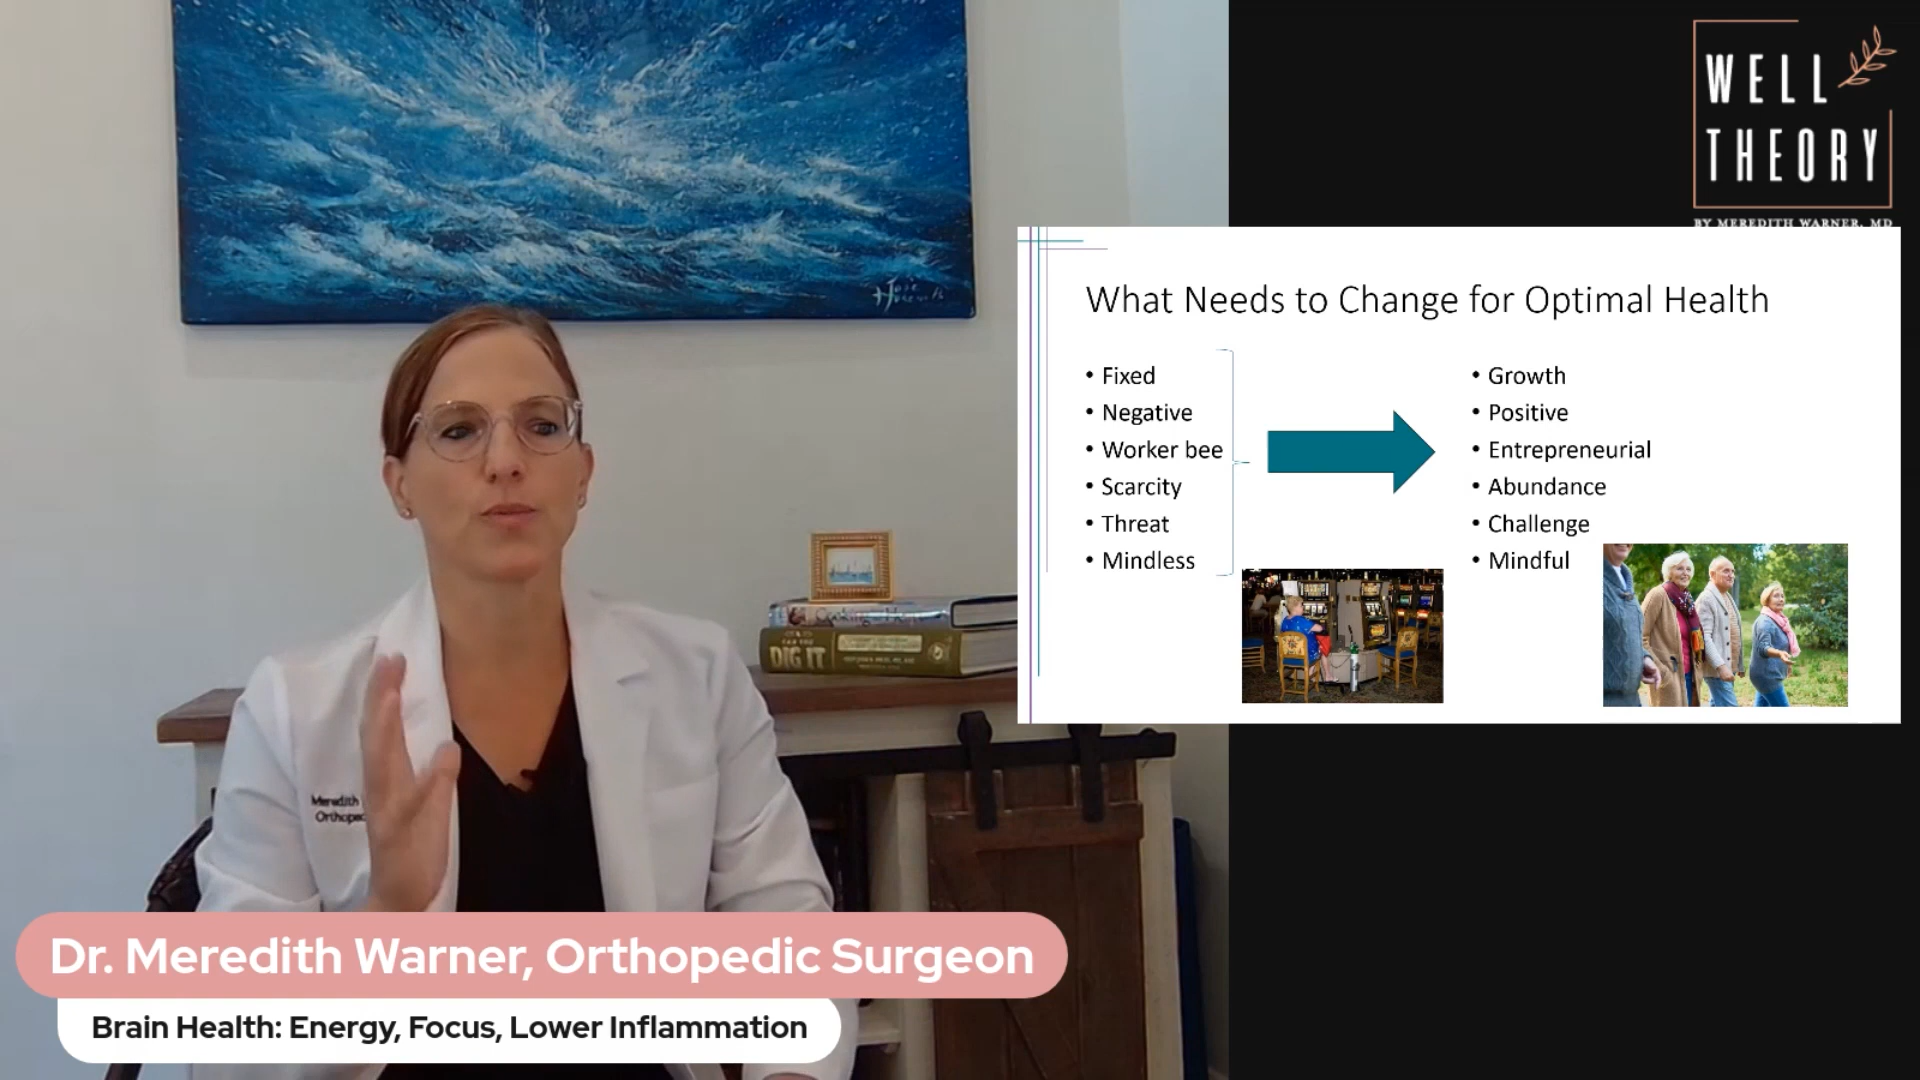 WELL
THEORY
BY MEREDITH WARNER, MD
What Needs to Change for Optimal Health
• Fixed
• Negative
• Worker bee
• Scarcity
• Threat
• Mindless
• Growth
• Positive
• Entrepreneurial
• Abundance
• Challenge
• Mindful
Cooking
DIG IT
Meredith
Dr. Meredith Warner, Orthopedic Surgeon
Brain Health: Energy, Focus, Lower Inflammation